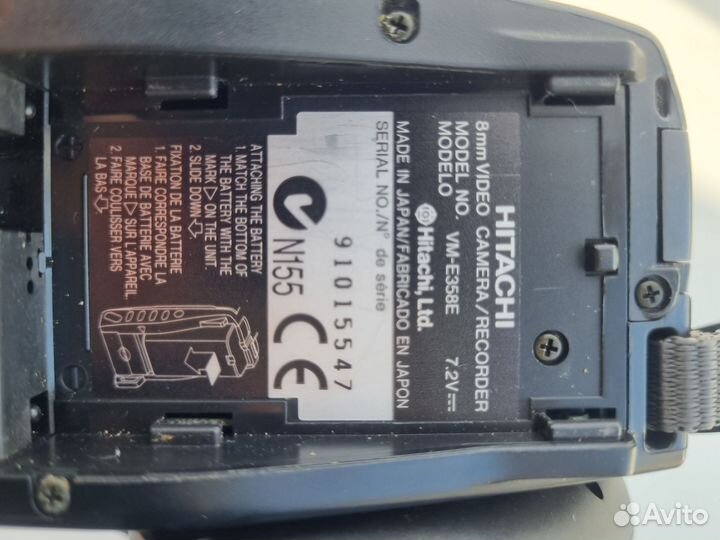 HITACHI
8mm VIDEO CAMERA/RECORDER
MODEL NO. VM-E358E 7.2V
MODELO
Hitachi, Ltd.
MADE IN JAPAN/FABRICADO EN JAPON
SERIAL NO./N° de série
91015547
N155
CE
ATTACHING THE BATTERY
1. MATCH THE BOTTOM OF
THE BATTERY WITH THE
MARK ▷ ON THE UNIT.
2. SLIDE DOWN
FIXATION DE LA BATTERIE
1. FAIRE CORRESPONDRE LA
BASE DE BATTERIE AVEC
MARQUE ▷ SUR L'APPAREIL
2. FAIRE COULISSER VERS
LA BAS
Avito